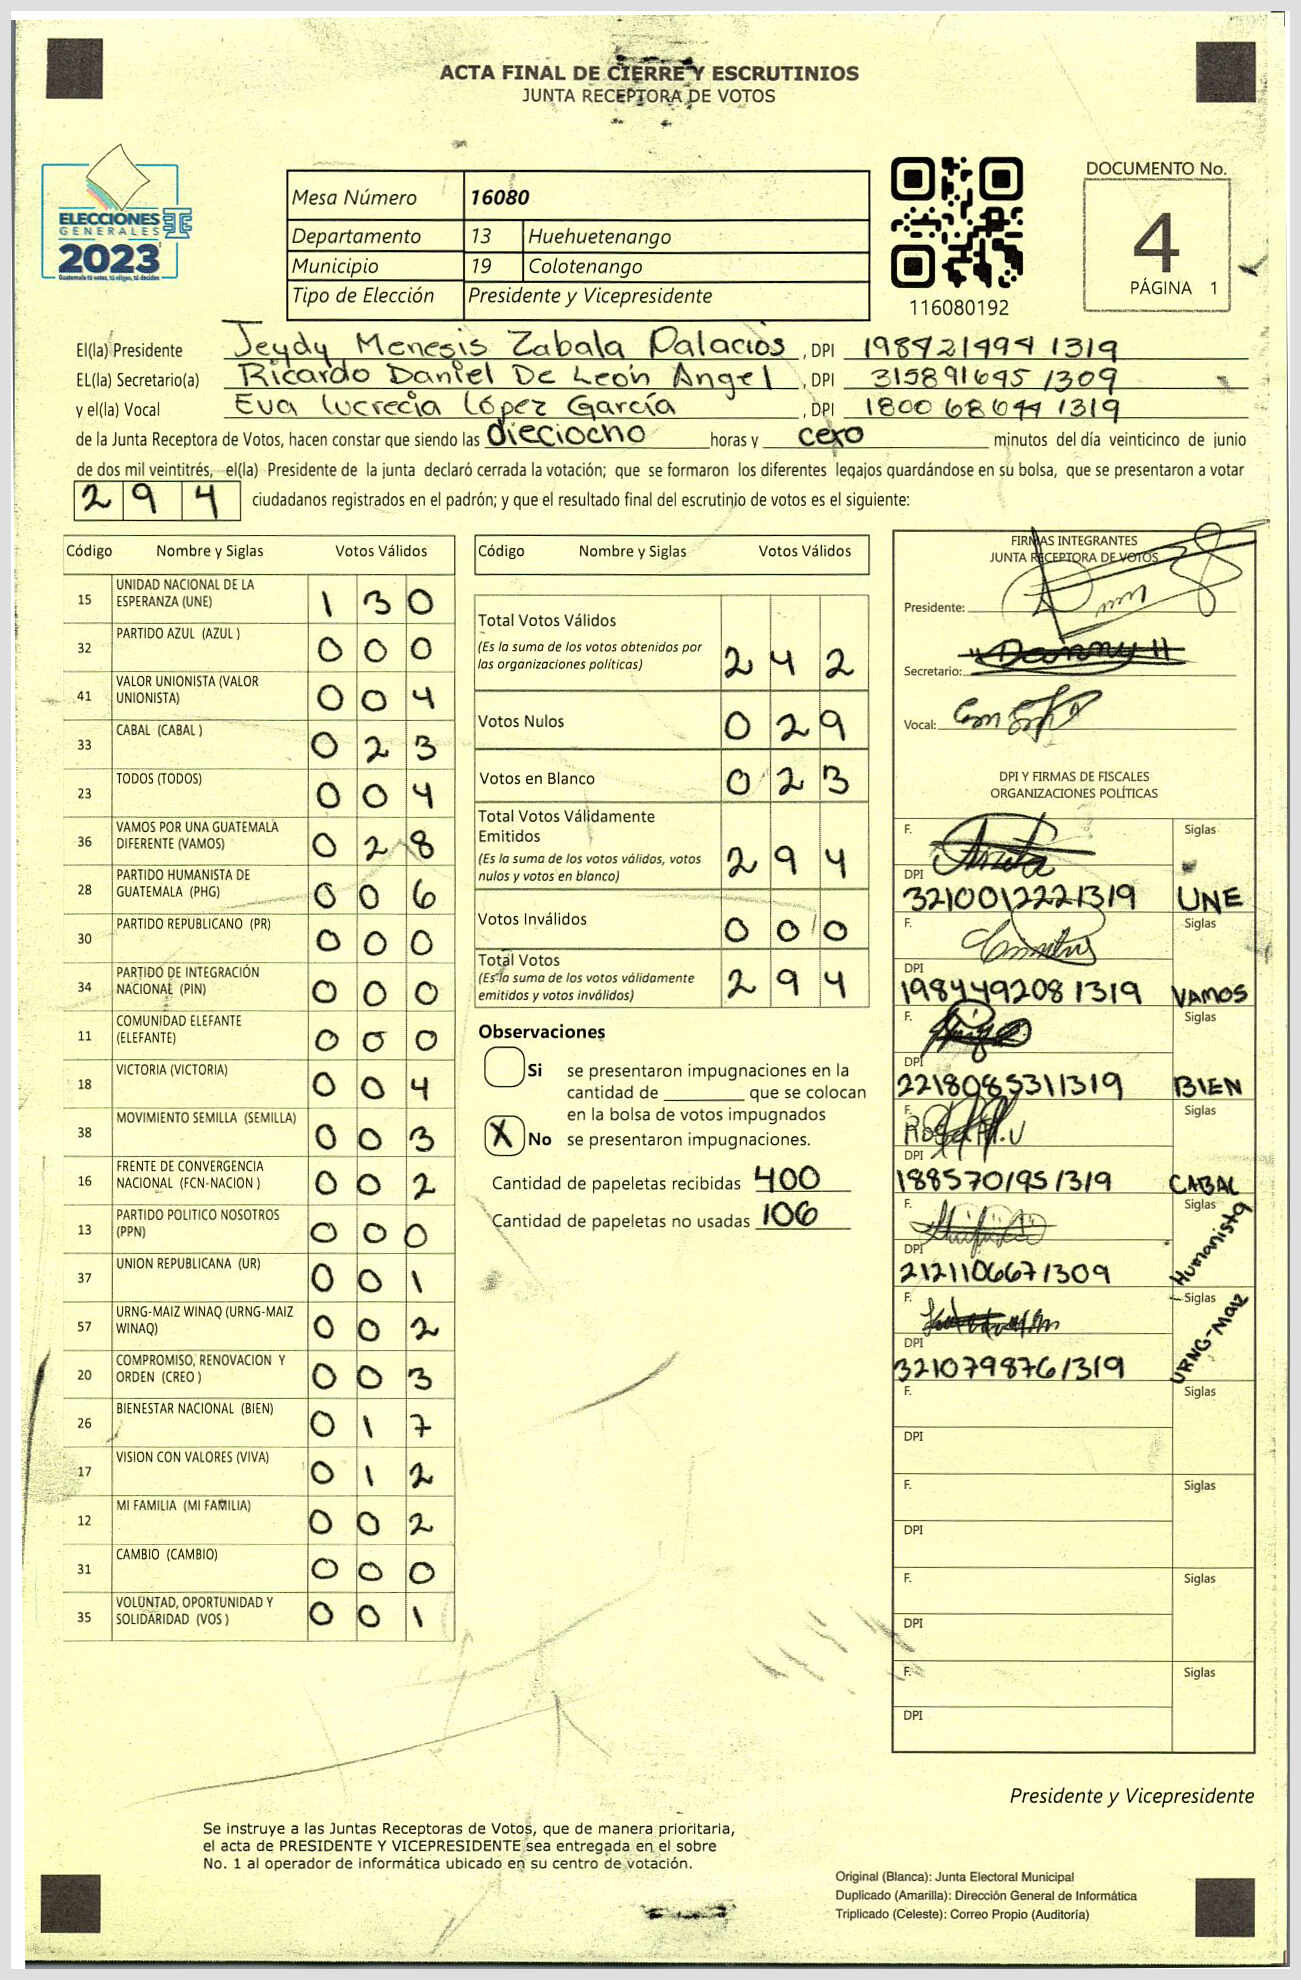 ACTA FINAL DE CIERRE Y ESCRUTINIOS
JUNTA RECEPTORA DE VOTOS
ELECCIONES
GENERALES
2023
Guatemala tú votas, tú eliges, tú decides
Mesa Número 16080
Departamento 13 Huehuetenango
Municipio 19 Colotenango
Tipo de Elección Presidente y Vicepresidente
116080192
DOCUMENTO No.
4
PÁGINA 1
El(la) Presidente Jeydy Menesis Zabala Palacios, DPI 198421494 1319
EL(la) Secretario(a) Ricardo Daniel De León Angel, DPI 315891645 1309
y el(la) Vocal Eva Lucrecia López García, DPI 1800 68644 1319
de la Junta Receptora de Votos, hacen constar que siendo las dieciocho horas y cero minutos del día veinticinco de junio
de dos mil veintitrés, el(la) Presidente de la junta declaró cerrada la votación; que se formaron los diferentes legajos quardándose en su bolsa, que se presentaron a votar
294 ciudadanos registrados en el padrón; y que el resultado final del escrutinio de votos es el siguiente:
Código Nombre y Siglas Votos Válidos
15 UNIDAD NACIONAL DE LA ESPERANZA (UNE) 1 3 0
32 PARTIDO AZUL (AZUL ) 0 0 0
41 VALOR UNIONISTA (VALOR UNIONISTA) 0 0 4
33 CABAL (CABAL ) 0 2 3
23 TODOS (TODOS) 0 0 4
36 VAMOS POR UNA GUATEMALA DIFERENTE (VAMOS) 0 2 8
28 PARTIDO HUMANISTA DE GUATEMALA (PHG) 0 0 6
30 PARTIDO REPUBLICANO (PR) 0 0 0
34 PARTIDO DE INTEGRACIÓN NACIONAL (PIN) 0 0 0
11 COMUNIDAD ELEFANTE (ELEFANTE) 0 0 0
18 VICTORIA (VICTORIA) 0 0 4
38 MOVIMIENTO SEMILLA (SEMILLA) 0 0 3
16 FRENTE DE CONVERGENCIA NACIONAL (FCN-NACION ) 0 0 2
13 PARTIDO POLITICO NOSOTROS (PPN) 0 0 0
37 UNION REPUBLICANA (UR) 0 0 1
57 URNG-MAIZ WINAQ (URNG-MAIZ WINAQ) 0 0 2
20 COMPROMISO, RENOVACION Y ORDEN (CREO ) 0 0 3
26 BIENESTAR NACIONAL (BIEN) 0 1 7
17 VISION CON VALORES (VIVA) 0 1 2
12 MI FAMILIA (MI FAMILIA) 0 0 2
31 CAMBIO (CAMBIO) 0 0 0
35 VOLUNTAD, OPORTUNIDAD Y SOLIDARIDAD (VOS ) 0 0 1
Código Nombre y Siglas Votos Válidos
Total Votos Válidos
(Es la suma de los votos obtenidos por
las organizaciones políticas) 2 4 2
Votos Nulos 0 2 9
Votos en Blanco 0 2 3
Total Votos Válidamente
Emitidos
(Es la suma de los votos válidos, votos
nulos y votos en blanco) 2 9 4
Votos Inválidos 0 0 0
Total Votos
(Es la suma de los votos válidamente
emitidos y votos inválidos) 2 9 4
Observaciones
Si se presentaron impugnaciones en la
cantidad de ________ que se colocan
en la bolsa de votos impugnados
X No se presentaron impugnaciones.
Cantidad de papeletas recibidas 400
Cantidad de papeletas no usadas 106
FIRMAS INTEGRANTES
JUNTA RECEPTORA DE VOTOS
Presidente:
Secretario: "Danny"
Vocal:
DPI Y FIRMAS DE FISCALES
ORGANIZACIONES POLÍTICAS
F. Siglas
DPI
3210012221319 UNE
F. Siglas
DPI
1984492081319 VAMOS
F. Siglas
DPI
2218085311319 BIEN
F. Siglas
DPI
1885701951319 CABAL
F. Siglas
DPI
2121106671309 Humanista
F. Siglas
DPI
3210798761319 URNG-Maiz
F. Siglas
DPI
F. Siglas
DPI
F. Siglas
DPI
F. Siglas
DPI
Presidente y Vicepresidente
Se instruye a las Juntas Receptoras de Votos, que de manera prioritaria,
el acta de PRESIDENTE Y VICEPRESIDENTE sea entregada en el sobre
No. 1 al operador de informática ubicado en su centro de votación.
Original (Blanca): Junta Electoral Municipal
Duplicado (Amarilla): Dirección General de Informática
Triplicado (Celeste): Correo Propio (Auditoría)